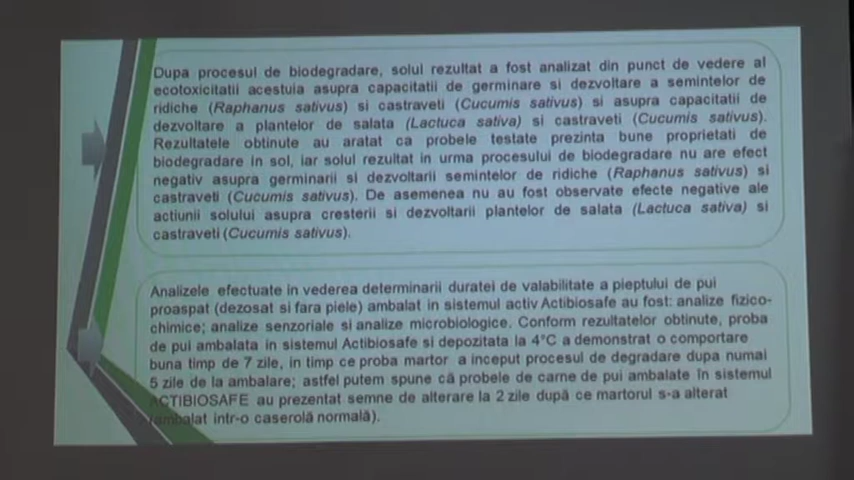 Dupa procesul de biodegradare, solul rezultat a fost analizat din punct de vedere al
ecotoxicitatii acestuia asupra capacitatii de germinare si dezvoltare a semintelor de
ridiche (Raphanus sativus) si castraveti (Cucumis sativus) si asupra capacitatii de
dezvoltare a plantelor de salata (Lactuca sativa) si castraveti (Cucumis sativus).
Rezultatele obtinute au aratat ca probele testate prezinta bune proprietati de
biodegradare in sol, iar solul rezultat in urma procesului de biodegradare nu are efect
negativ asupra germinarii si dezvoltarii semintelor de ridiche (Raphanus sativus) si
castraveti (Cucumis sativus). De asemenea nu au fost observate efecte negative ale
actiunii solului asupra cresterii si dezvoltarii plantelor de salata (Lactuca sativa) si
castraveti (Cucumis sativus).
Analizele efectuate in vederea determinarii duratei de valabilitate a pieptului de pui
proaspat (dezosat si fara piele) ambalat in sistemul activ Actibiosafe au fost: analize fizico-
chimice; analize senzoriale si analize microbiologice. Conform rezultatelor obtinute, proba
de pui ambalata in sistemul Actibiosafe si depozitata la 4°C a demonstrat o comportare
buna timp de 7 zile, in timp ce proba martor a inceput procesul de degradare dupa numai
5 zile de la ambalare; astfel putem spune că probele de carne de pui ambalate în sistemul
ACTIBIOSAFE au prezentat semne de alterare la 2 zile după ce martorul s-a alterat
(ambalat intr-o caserolă normală).